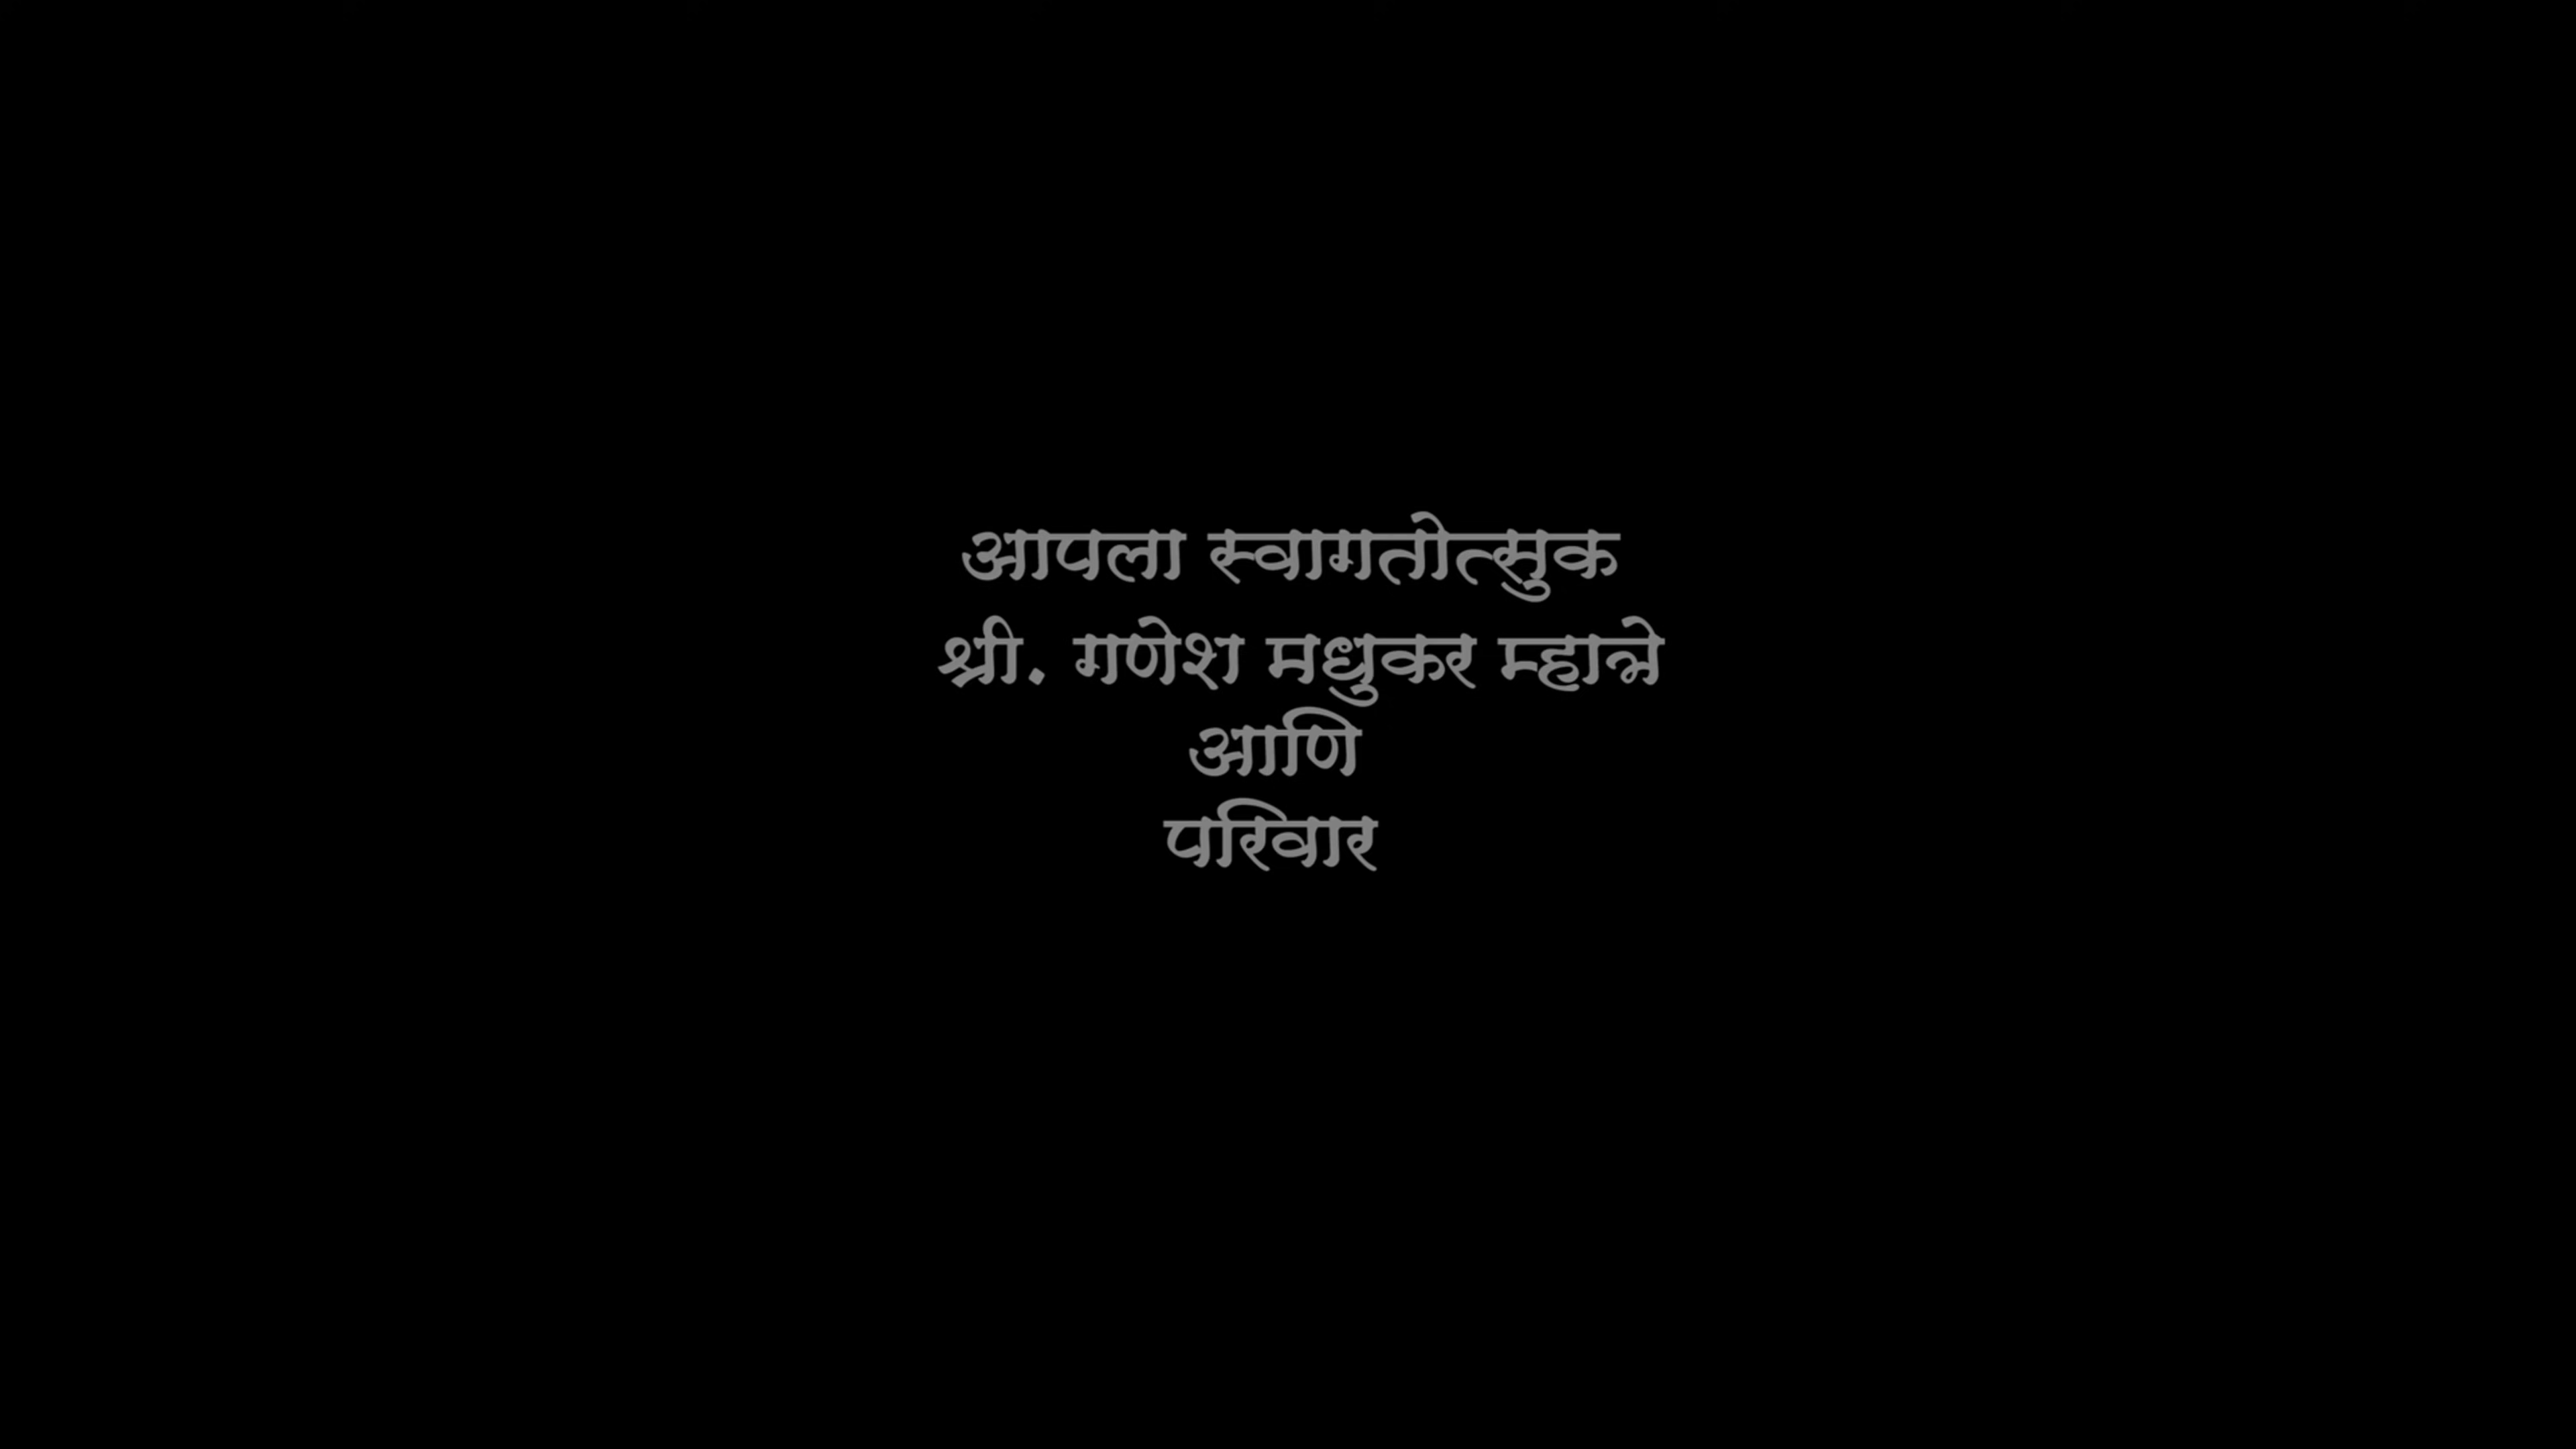 आपला स्वागतोत्सुक
श्री. गणेश मधुकर म्हात्रे
आणि
परिवार